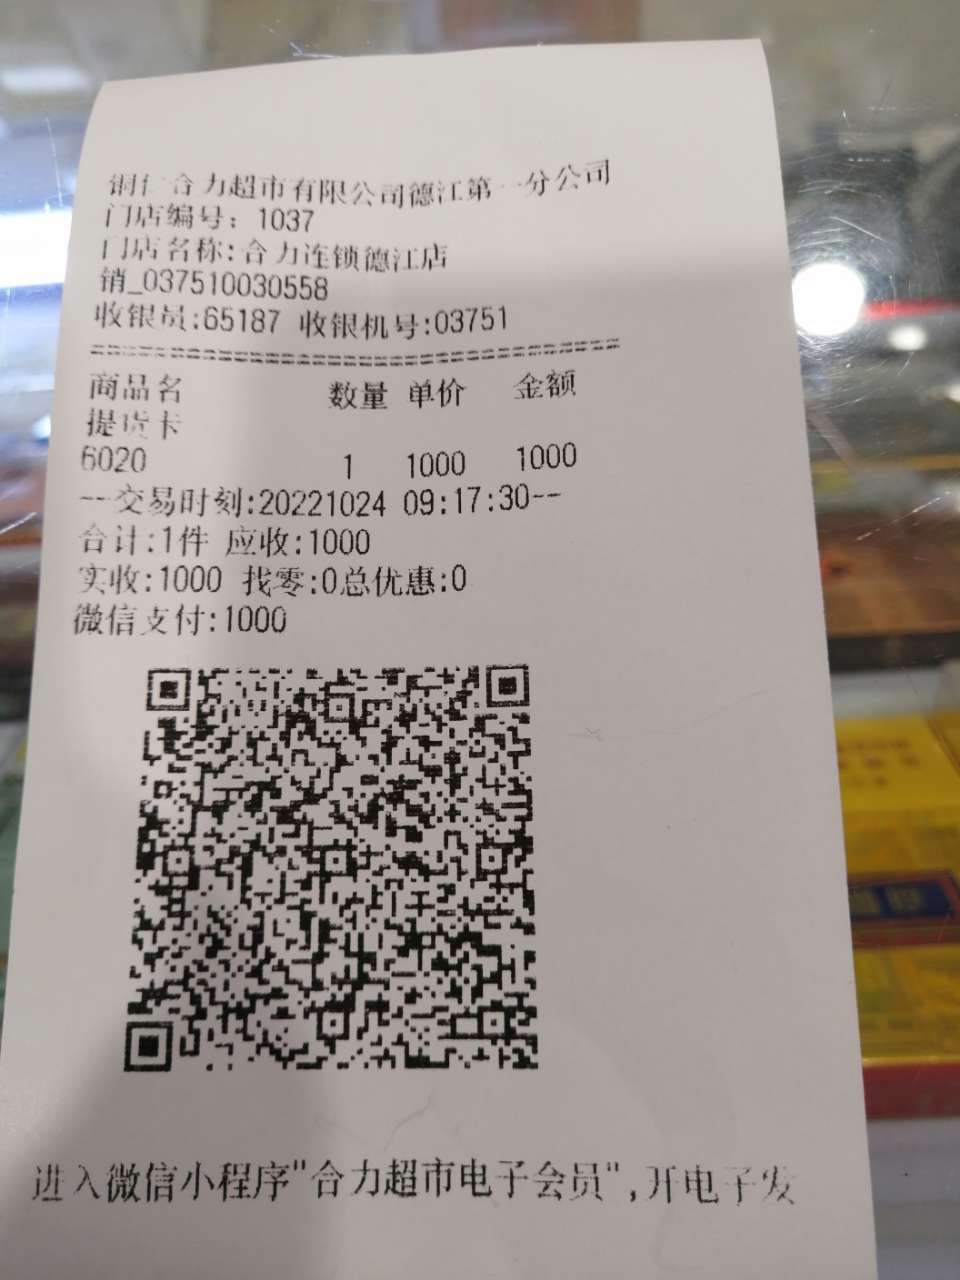 铜仁合力超市有限公司德江第一分公司
门店编号: 1037
门店名称:合力连锁德江店
销_037510030558
收银员:65187 收银机号:03751
商品名 数量 单价 金额
提货卡
6020 1 1000 1000
--交易时刻:20221024 09:17:30--
合计:1件 应收:1000
实收:1000 找零:0总优惠:0
微信支付:1000
进入微信小程序"合力超市电子会员",开电子发